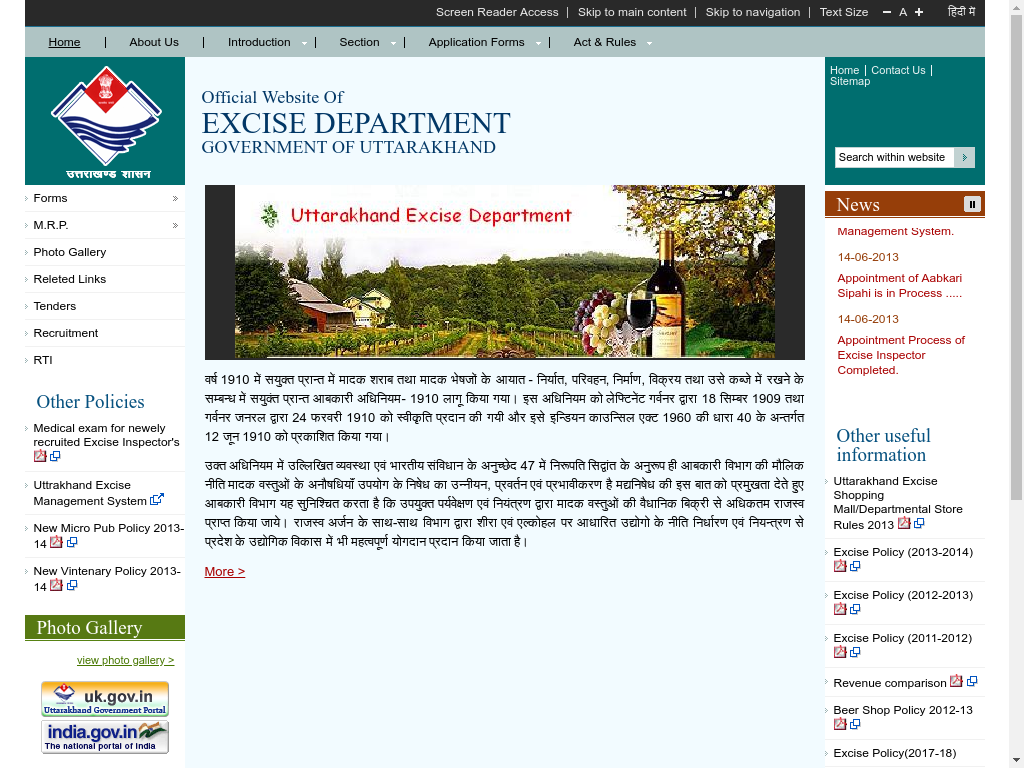 Screen Reader Access | Skip to main content | Skip to navigation | Text Size − A + हिंदी में
Home | About Us | Introduction | Section | Application Forms | Act & Rules
उत्तराखण्ड शासन
Official Website Of
EXCISE DEPARTMENT
GOVERNMENT OF UTTARAKHAND
Home | Contact Us |
Sitemap
Search within website
Forms
M.R.P.
Photo Gallery
Releted Links
Tenders
Recruitment
RTI
Other Policies
Medical exam for newely
recruited Excise Inspector's
Uttrakhand Excise
Management System
New Micro Pub Policy 2013-
14
New Vintenary Policy 2013-
14
Photo Gallery
view photo gallery >
uk.gov.in
Uttarakhand Government Portal
india.gov.in
The national portal of India
Uttarakhand Excise Department
वर्ष 1910 में सयुक्त प्रान्त में मादक शराब तथा मादक भेषजों के आयात - निर्यात, परिवहन, निर्माण, विक्रय तथा उसे कब्जे में रखने के
सम्बन्ध में सयुंक्त प्रान्त आबकारी अधिनियम- 1910 लागू किया गया। इस अधिनियम को लेफ्टिनेंट गर्वनर द्वारा 18 सिम्बर 1909 तथा
गर्वनर जनरल द्वारा 24 फरवरी 1910 को स्वीकृति प्रदान की गयी और इसे इन्डियन काउन्सिल एक्ट 1960 की धारा 40 के अन्तर्गत
12 जून 1910 को प्रकाशित किया गया।
उक्त अधिनियम में उल्लिखित व्यवस्था एवं भारतीय संविधान के अनुच्छेद 47 में निरूपति सिद्वांत के अनुरूप ही आबकारी विभाग की मौलिक
नीति मादक वस्तुओं के अनौषधियॉं उपयोग के निषेध का उन्नीयन, प्रवर्तन एवं प्रभावीकरण है मद्यनिषेध की इस बात को प्रमुखता देते हुए
आबकारी विभाग यह सुनिश्चित करता है कि उपयुक्त पर्यवेक्षण एवं नियंत्रण द्वारा मादक वस्तुओं की वैधानिक बिक्री से अधिकतम राजस्व
प्राप्त किया जाये। राजस्व अर्जन के साथ-साथ विभाग द्वारा शीरा एवं एल्कोहल पर आधारित उद्योगो के नीति निर्धारण एवं नियन्त्रण से
प्रदेश के उद्योगिक विकास में भी महत्वपूर्ण योगदान प्रदान किया जाता है।
More >
News
Management System.
14-06-2013
Appointment of Aabkari
Sipahi is in Process .....
14-06-2013
Appointment Process of
Excise Inspector
Completed.
Other useful
information
Uttarakhand Excise
Shopping
Mall/Departmental Store
Rules 2013
Excise Policy (2013-2014)
Excise Policy (2012-2013)
Excise Policy (2011-2012)
Revenue comparison
Beer Shop Policy 2012-13
Excise Policy(2017-18)